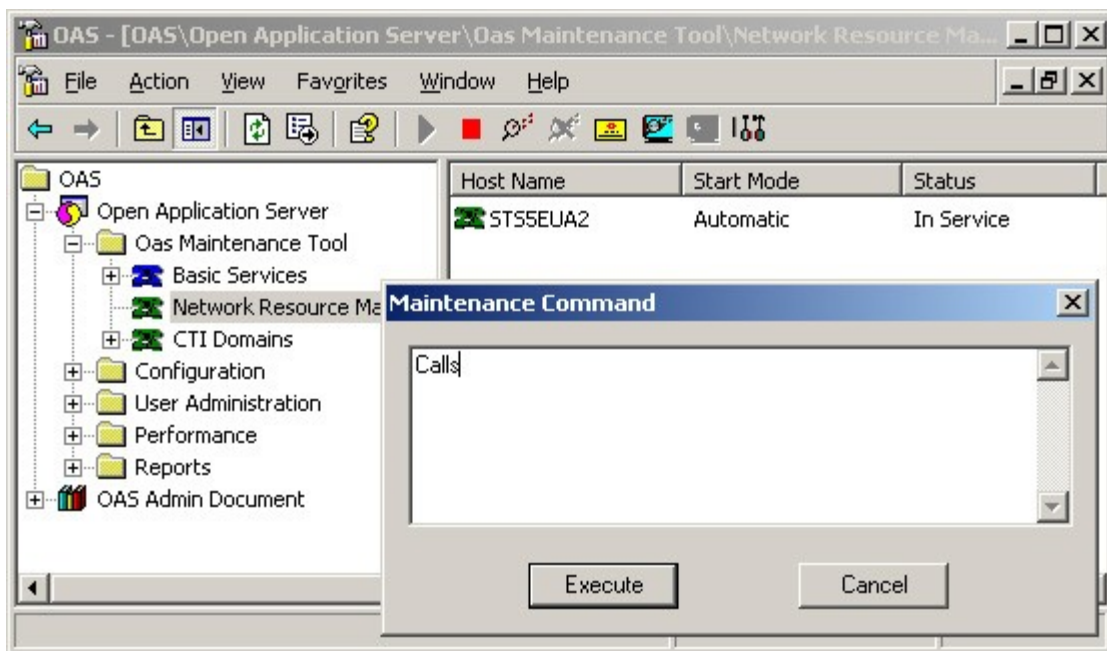 OAS - [OAS\Open Application Server\Oas Maintenance Tool\Network Resource Ma...
File Action View Favorites Window Help
OAS
Open Application Server
Oas Maintenance Tool
Basic Services
Network Resource Ma
CTI Domains
Configuration
User Administration
Performance
Reports
OAS Admin Document
Host Name Start Mode Status
STS5EUA2 Automatic In Service
Maintenance Command
Calls
Execute Cancel